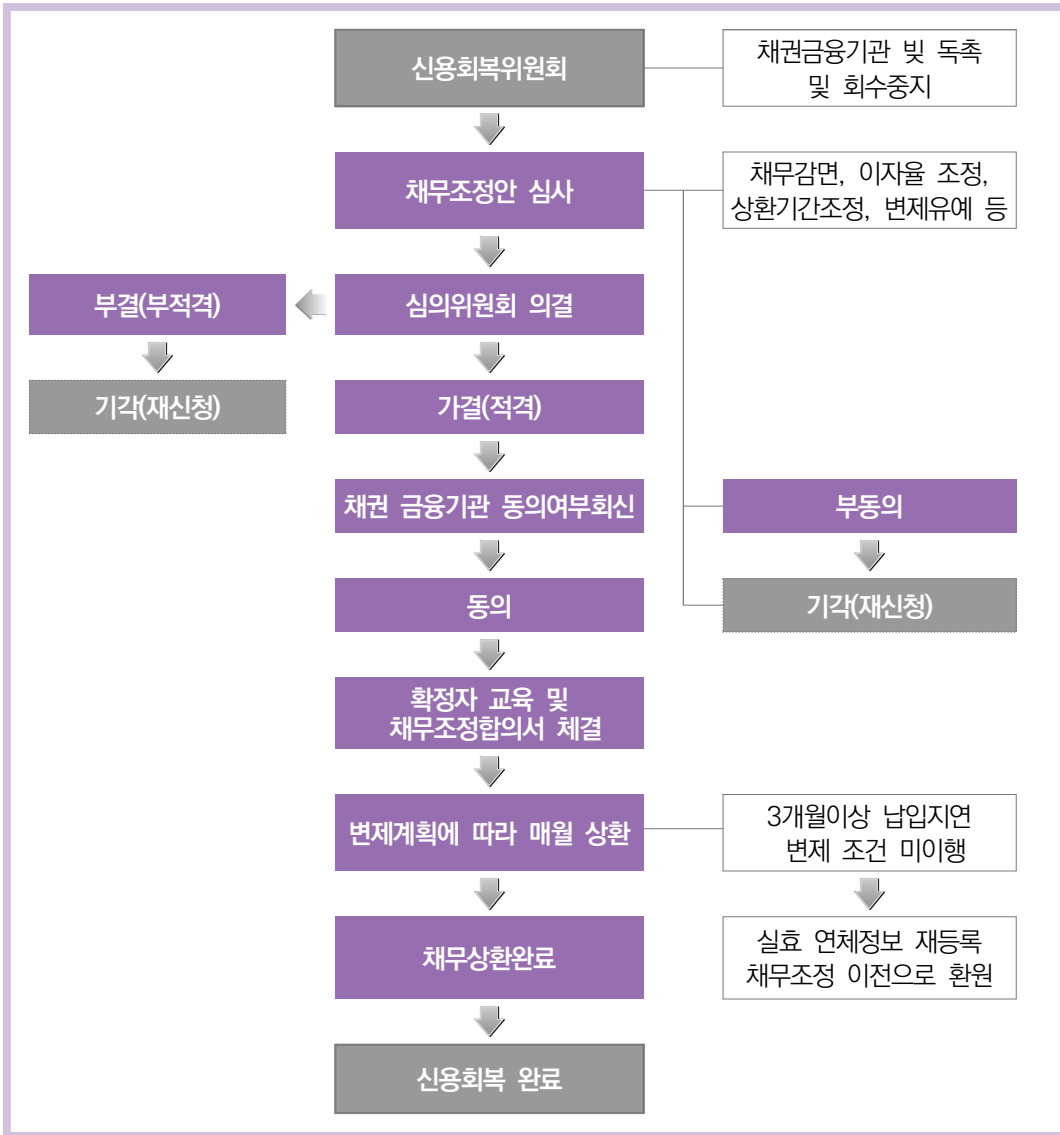 신용회복위원회
채권금융기관 빚 독촉
및 회수중지
채무조정안 심사
채무감면, 이자율 조정,
상환기간조정, 변제유예 등
부결(부적격)
심의위원회 의결
기각(재신청)
가결(적격)
채권 금융기관 동의여부회신
부동의
동의
기각(재신청)
확정자 교육 및
채무조정합의서 체결
변제계획에 따라 매월 상환
3개월이상 납입지연
변제 조건 미이행
채무상환완료
실효 연체정보 재등록
채무조정 이전으로 환원
신용회복 완료